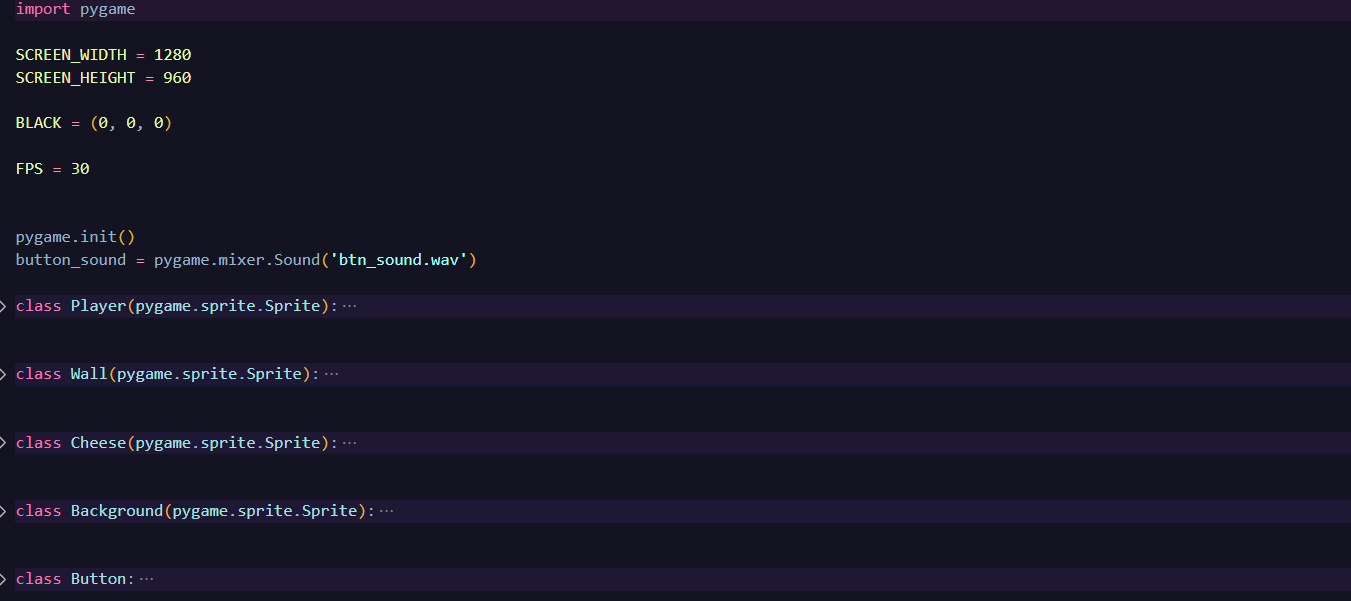 import pygame
SCREEN_WIDTH = 1280
SCREEN_HEIGHT = 960
BLACK = (0, 0, 0)
FPS = 30
pygame.init()
button_sound = pygame.mixer.Sound('btn_sound.wav')
class Player(pygame.sprite.Sprite):···
class Wall(pygame.sprite.Sprite):···
class Cheese(pygame.sprite.Sprite):···
class Background(pygame.sprite.Sprite):···
class Button:···